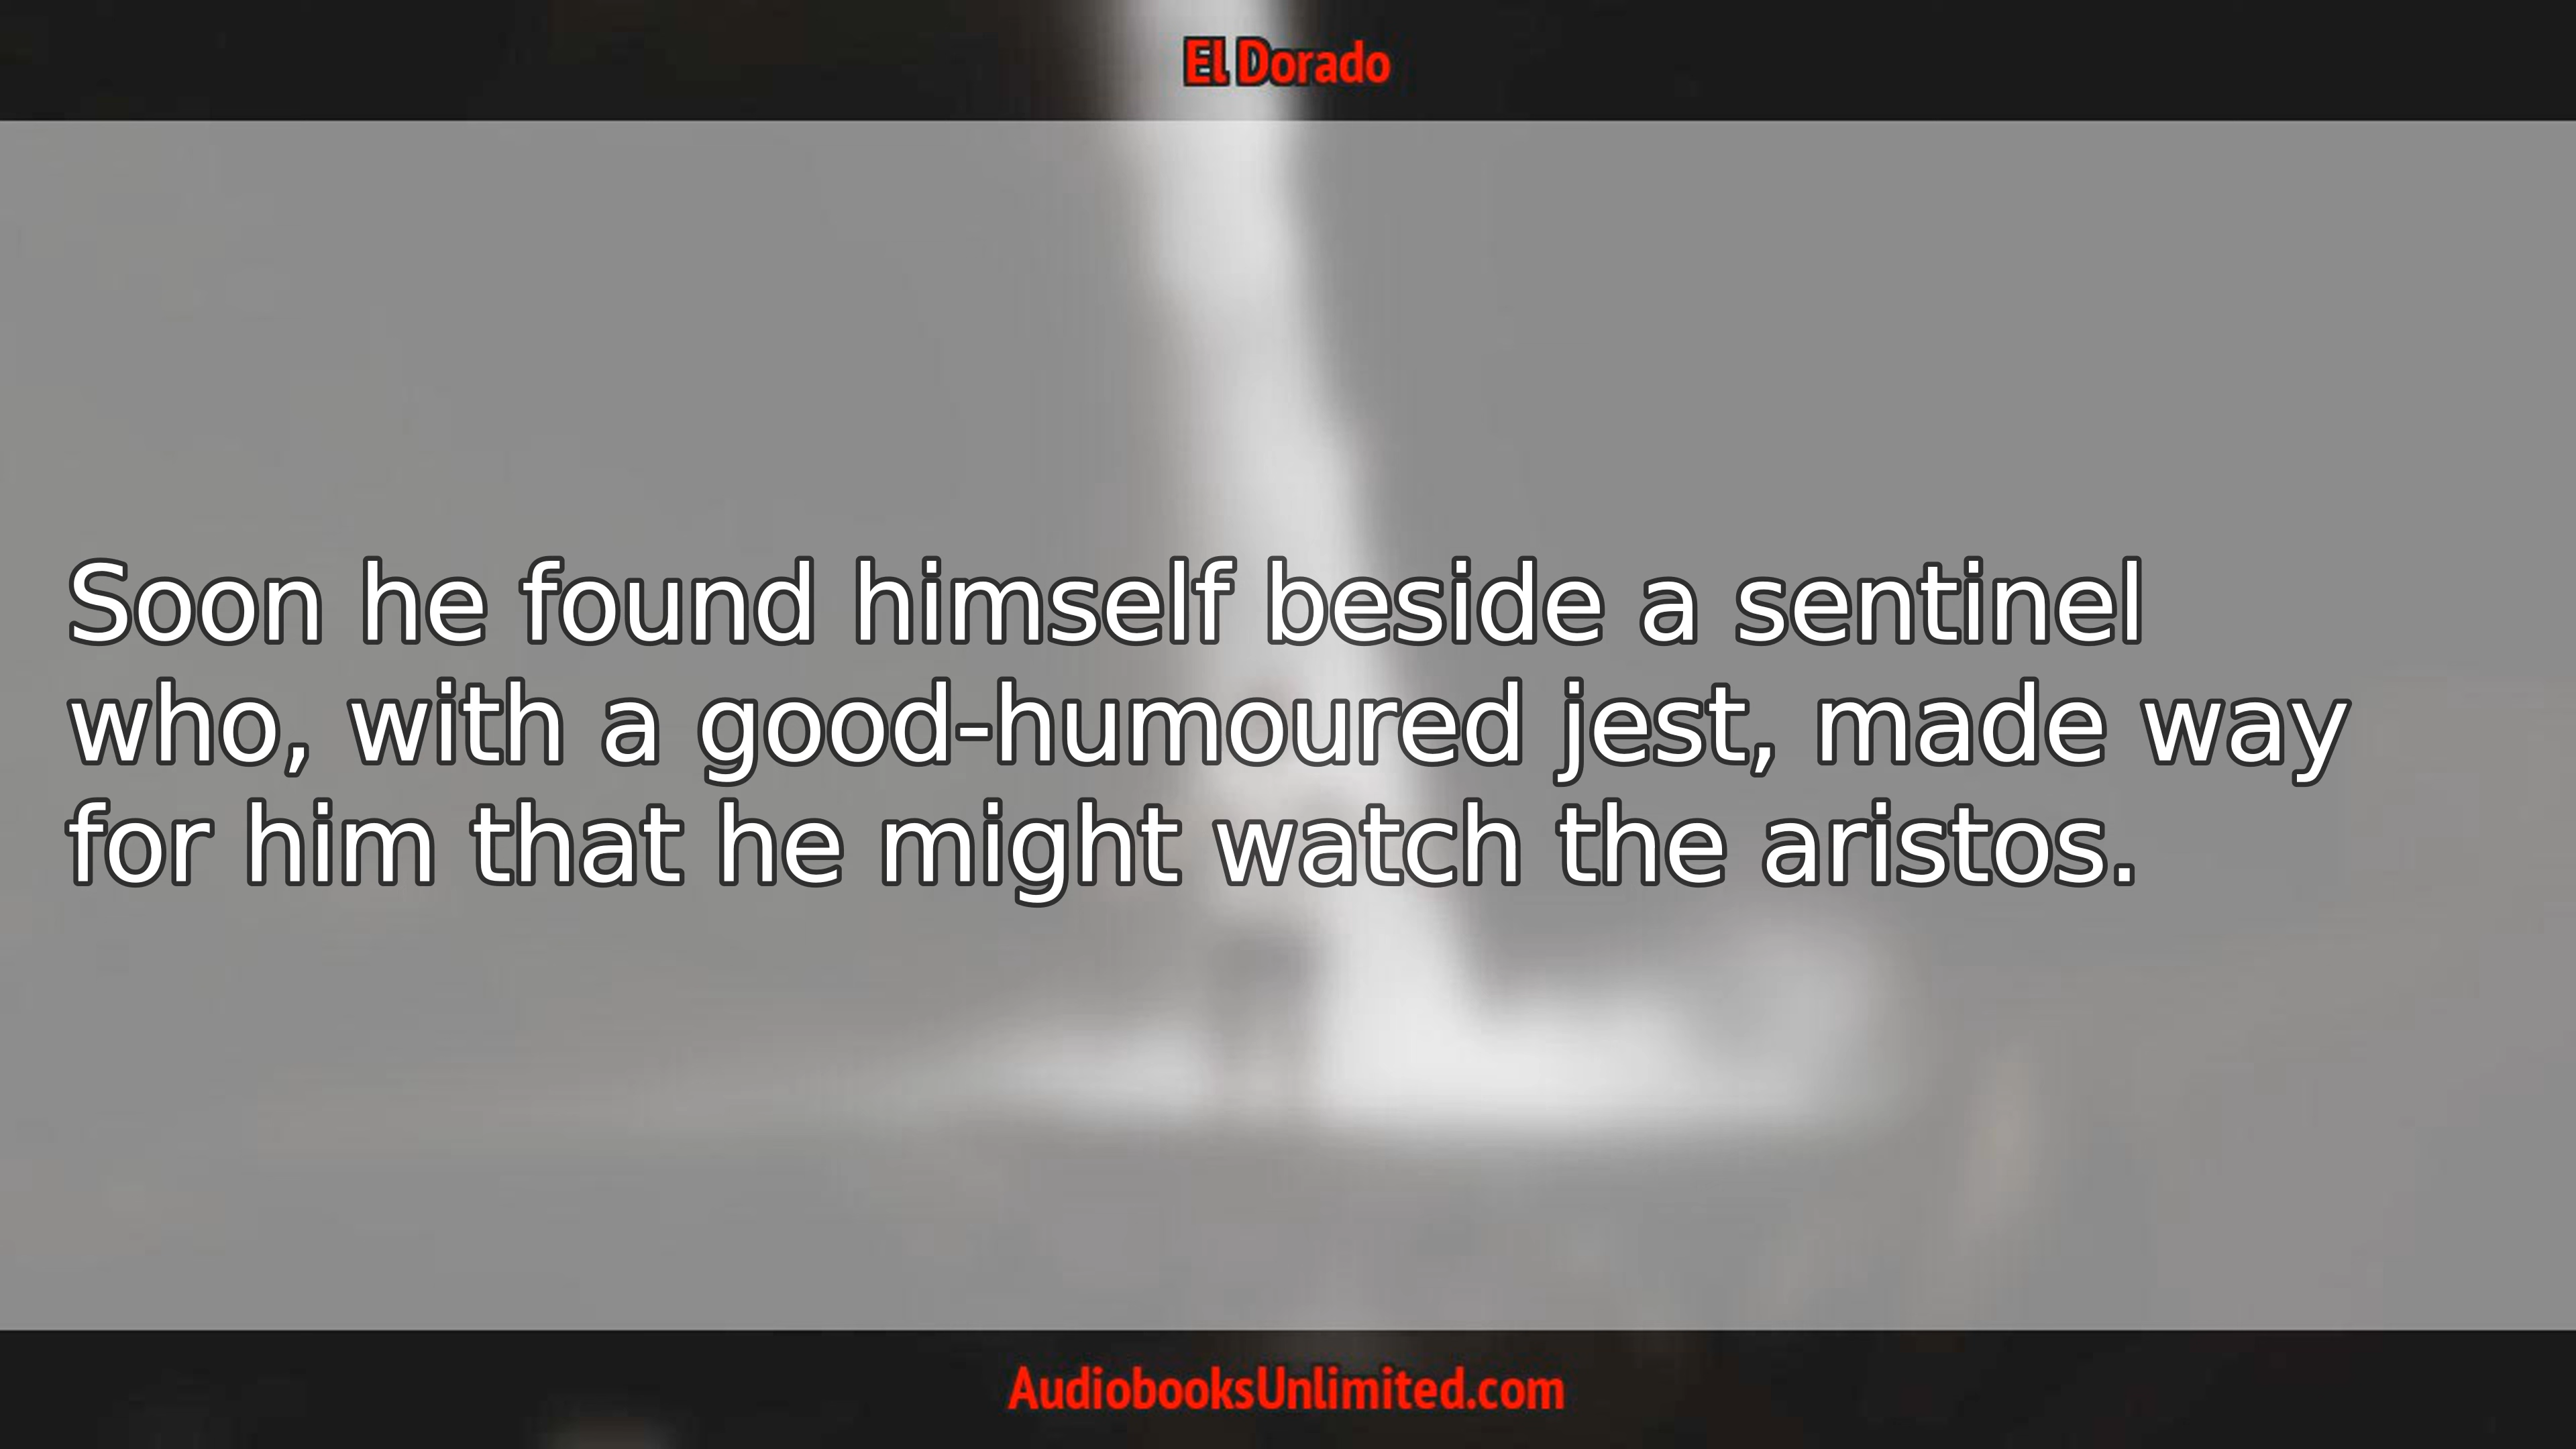 El Dorado
Soon he found himself beside a sentinel
who, with a good-humoured jest, made way
for him that he might watch the aristos.
AudiobooksUnlimited.com